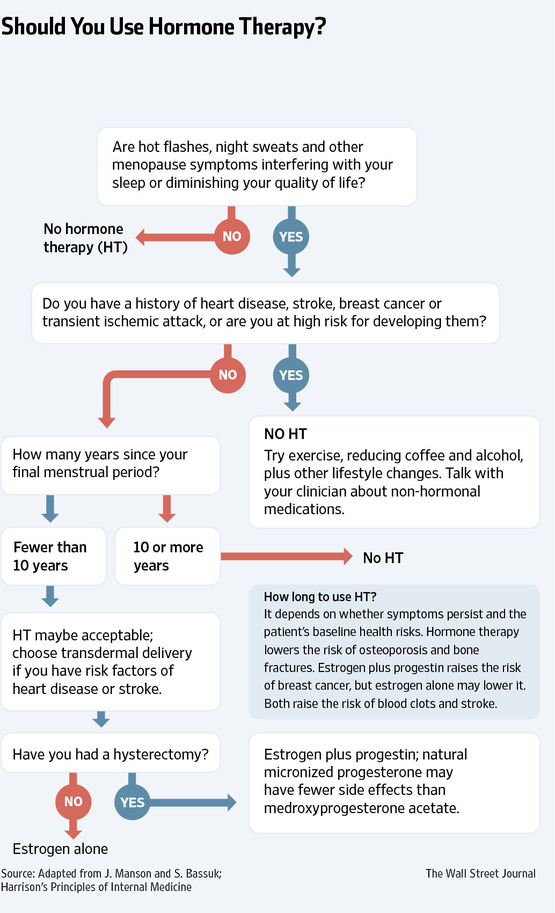 Should You Use Hormone Therapy?
Are hot flashes, night sweats and other
menopause symptoms interfering with your
sleep or diminishing your quality of life?
No hormone
therapy (HT)
NO
YES
Do you have a history of heart disease, stroke, breast cancer or
transient ischemic attack, or are you at high risk for developing them?
NO
YES
NO HT
Try exercise, reducing coffee and alcohol,
plus other lifestyle changes. Talk with
your clinician about non-hormonal
medications.
How many years since your
final menstrual period?
Fewer than
10 years
10 or more
years
No HT
How long to use HT?
It depends on whether symptoms persist and the
patient's baseline health risks. Hormone therapy
lowers the risk of osteoporosis and bone
fractures. Estrogen plus progestin raises the risk
of breast cancer, but estrogen alone may lower it.
Both raise the risk of blood clots and stroke.
HT maybe acceptable;
choose transdermal delivery
if you have risk factors of
heart disease or stroke.
Have you had a hysterectomy?
NO
YES
Estrogen plus progestin; natural
micronized progesterone may
have fewer side effects than
medroxyprogesterone acetate.
Estrogen alone
Source: Adapted from J. Manson and S. Bassuk;
Harrison's Principles of Internal Medicine
The Wall Street Journal